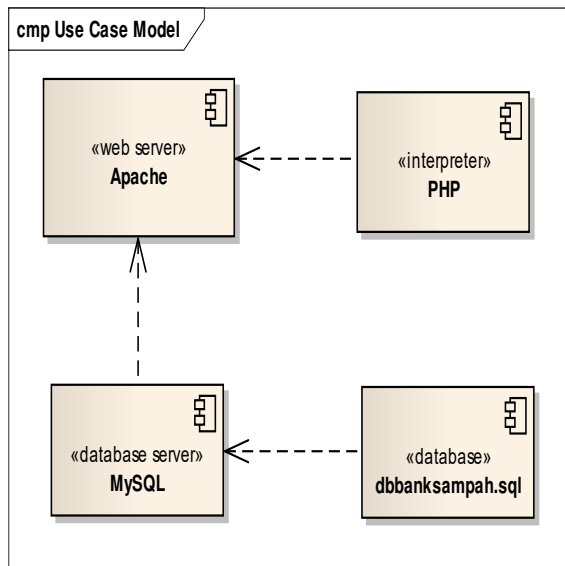 cmp Use Case Model
«web server»
Apache
«interpreter»
PHP
«database server»
MySQL
«database»
dbbanksampah.sql